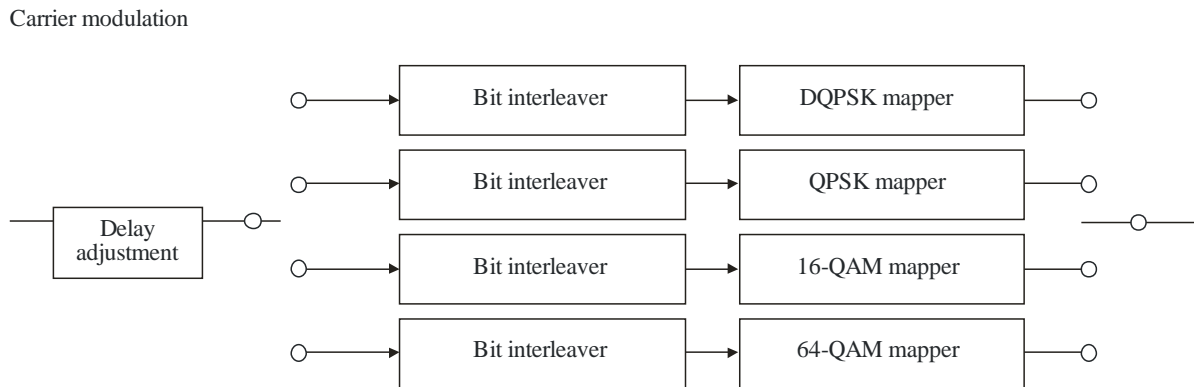 Carrier modulation
Bit interleaver
DQPSK mapper
Bit interleaver
QPSK mapper
Delay
adjustment
Bit interleaver
16-QAM mapper
Bit interleaver
64-QAM mapper